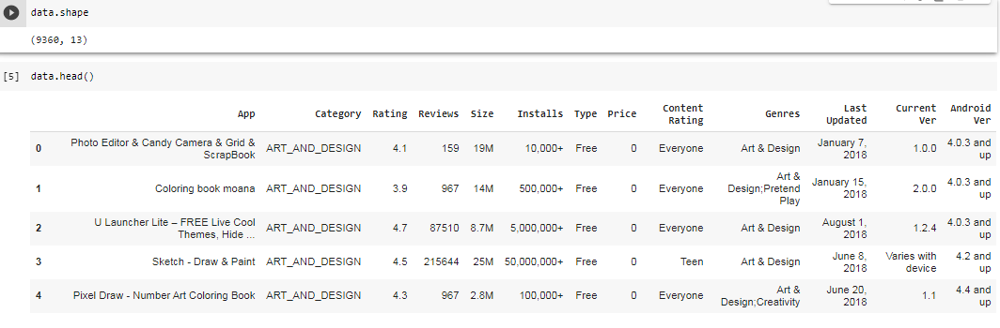 data.shape
(9360, 13)
[5] data.head()
App Category Rating Reviews Size Installs Type Price Content Rating Genres Last Updated Current Ver Android Ver
0 Photo Editor & Candy Camera & Grid & ScrapBook ART_AND_DESIGN 4.1 159 19M 10,000+ Free 0 Everyone Art & Design January 7, 2018 1.0.0 4.0.3 and up
1 Coloring book moana ART_AND_DESIGN 3.9 967 14M 500,000+ Free 0 Everyone Art & Design;Pretend Play January 15, 2018 2.0.0 4.0.3 and up
2 U Launcher Lite – FREE Live Cool Themes, Hide ... ART_AND_DESIGN 4.7 87510 8.7M 5,000,000+ Free 0 Everyone Art & Design August 1, 2018 1.2.4 4.0.3 and up
3 Sketch - Draw & Paint ART_AND_DESIGN 4.5 215644 25M 50,000,000+ Free 0 Teen Art & Design June 8, 2018 Varies with device 4.2 and up
4 Pixel Draw - Number Art Coloring Book ART_AND_DESIGN 4.3 967 2.8M 100,000+ Free 0 Everyone Art & Design;Creativity June 20, 2018 1.1 4.4 and up